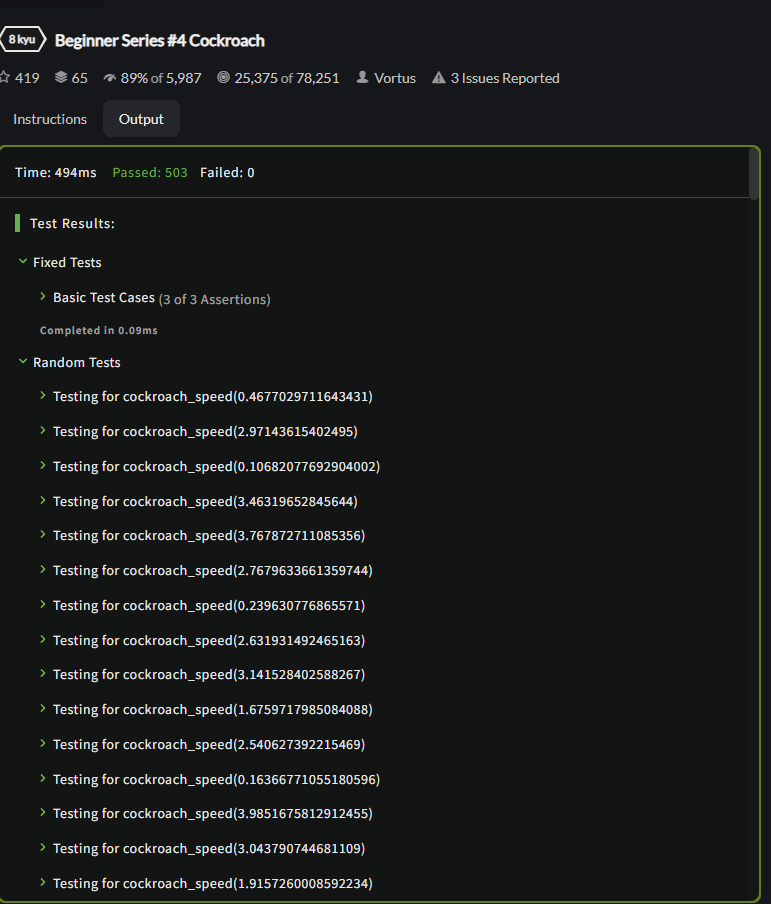 8 kyu Beginner Series #4 Cockroach
419 65 89% of 5,987 25,375 of 78,251 Vortus 3 Issues Reported
Instructions Output
Time: 494ms Passed: 503 Failed: 0
Test Results:
Fixed Tests
Basic Test Cases (3 of 3 Assertions)
Completed in 0.09ms
Random Tests
Testing for cockroach_speed(0.4677029711643431)
Testing for cockroach_speed(2.97143615402495)
Testing for cockroach_speed(0.10682077692904002)
Testing for cockroach_speed(3.46319652845644)
Testing for cockroach_speed(3.767872711085356)
Testing for cockroach_speed(2.7679633661359744)
Testing for cockroach_speed(0.239630776865571)
Testing for cockroach_speed(2.631931492465163)
Testing for cockroach_speed(3.141528402588267)
Testing for cockroach_speed(1.6759717985084088)
Testing for cockroach_speed(2.540627392215469)
Testing for cockroach_speed(0.16366771055180596)
Testing for cockroach_speed(3.9851675812912455)
Testing for cockroach_speed(3.043790744681109)
Testing for cockroach_speed(1.9157260008592234)